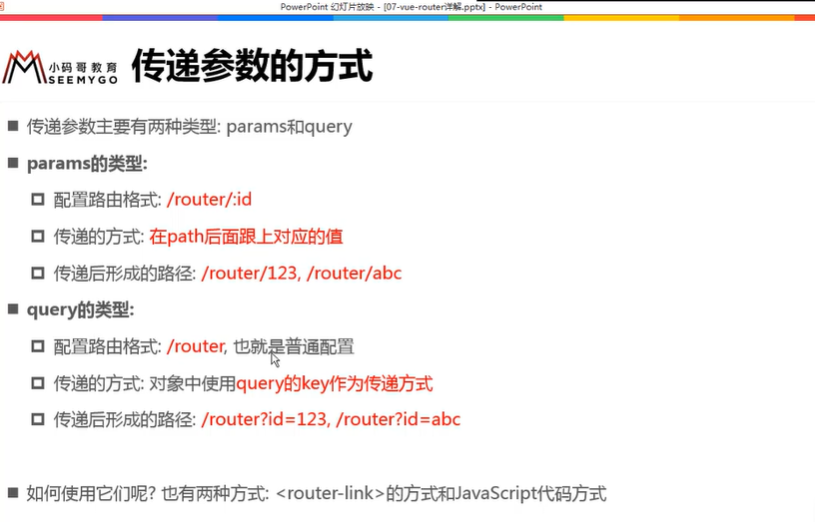 PowerPoint 幻灯片放映 - [07-vue-router详解.pptx] - PowerPoint
小码哥教育
SEEMYGO
传递参数的方式
传递参数主要有两种类型: params和query
params的类型:
配置路由格式: /router/:id
传递的方式: 在path后面跟上对应的值
传递后形成的路径: /router/123, /router/abc
query的类型:
配置路由格式: /router, 也就是普通配置
传递的方式: 对象中使用query的key作为传递方式
传递后形成的路径: /router?id=123, /router?id=abc
如何使用它们呢? 也有两种方式: <router-link>的方式和JavaScript代码方式